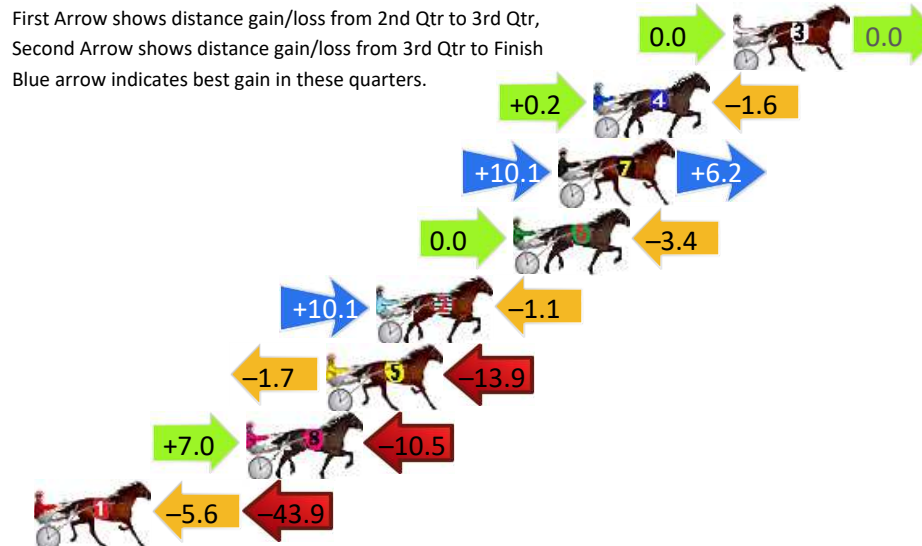 First Arrow shows distance gain/loss from 2nd Qtr to 3rd Qtr,
Second Arrow shows distance gain/loss from 3rd Qtr to Finish
Blue arrow indicates best gain in these quarters.
0.0 3 0.0
+0.2 4 –1.6
+10.1 7 +6.2
0.0 6 –3.4
+10.1 2 –1.1
–1.7 5 –13.9
+7.0 8 –10.5
1 –5.6 –43.9